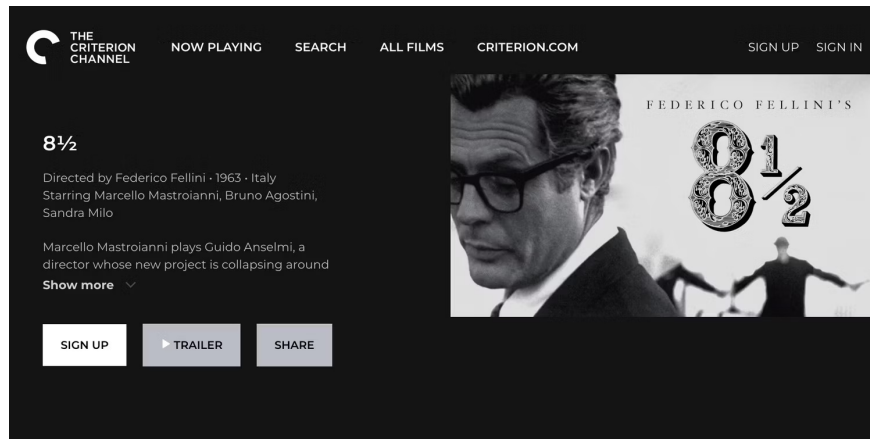 THE
CRITERION
CHANNEL
NOW PLAYING
SEARCH
ALL FILMS
CRITERION.COM
SIGN UP
SIGN IN
8½
Directed by Federico Fellini • 1963 • Italy
Starring Marcello Mastroianni, Bruno Agostini,
Sandra Milo
Marcello Mastroianni plays Guido Anselmi, a
director whose new project is collapsing around
Show more
SIGN UP
TRAILER
SHARE
FEDERICO FELLINI'S
8 1/2